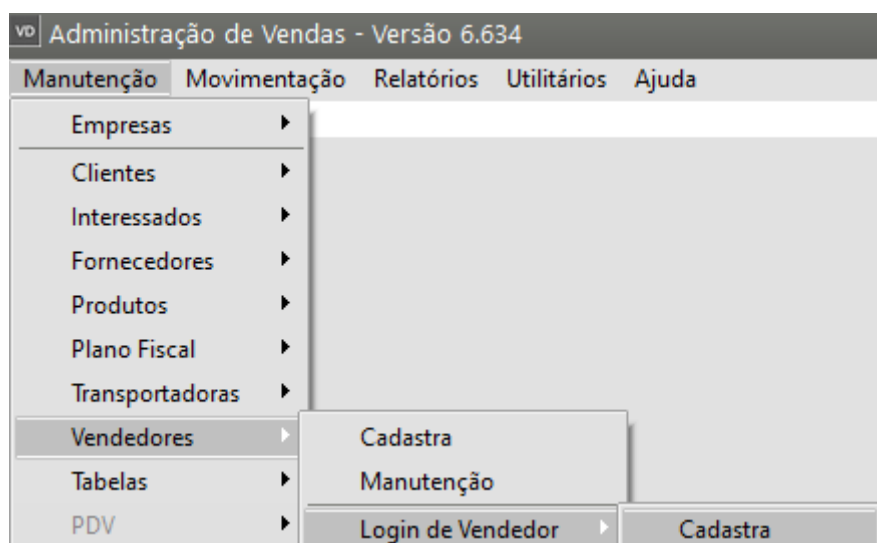 VD Administração de Vendas - Versão 6.634
Manutenção Movimentação Relatórios Utilitários Ajuda
Empresas
Clientes
Interessados
Fornecedores
Produtos
Plano Fiscal
Transportadoras
Vendedores Cadastra
Tabelas Manutenção
PDV Login de Vendedor Cadastra